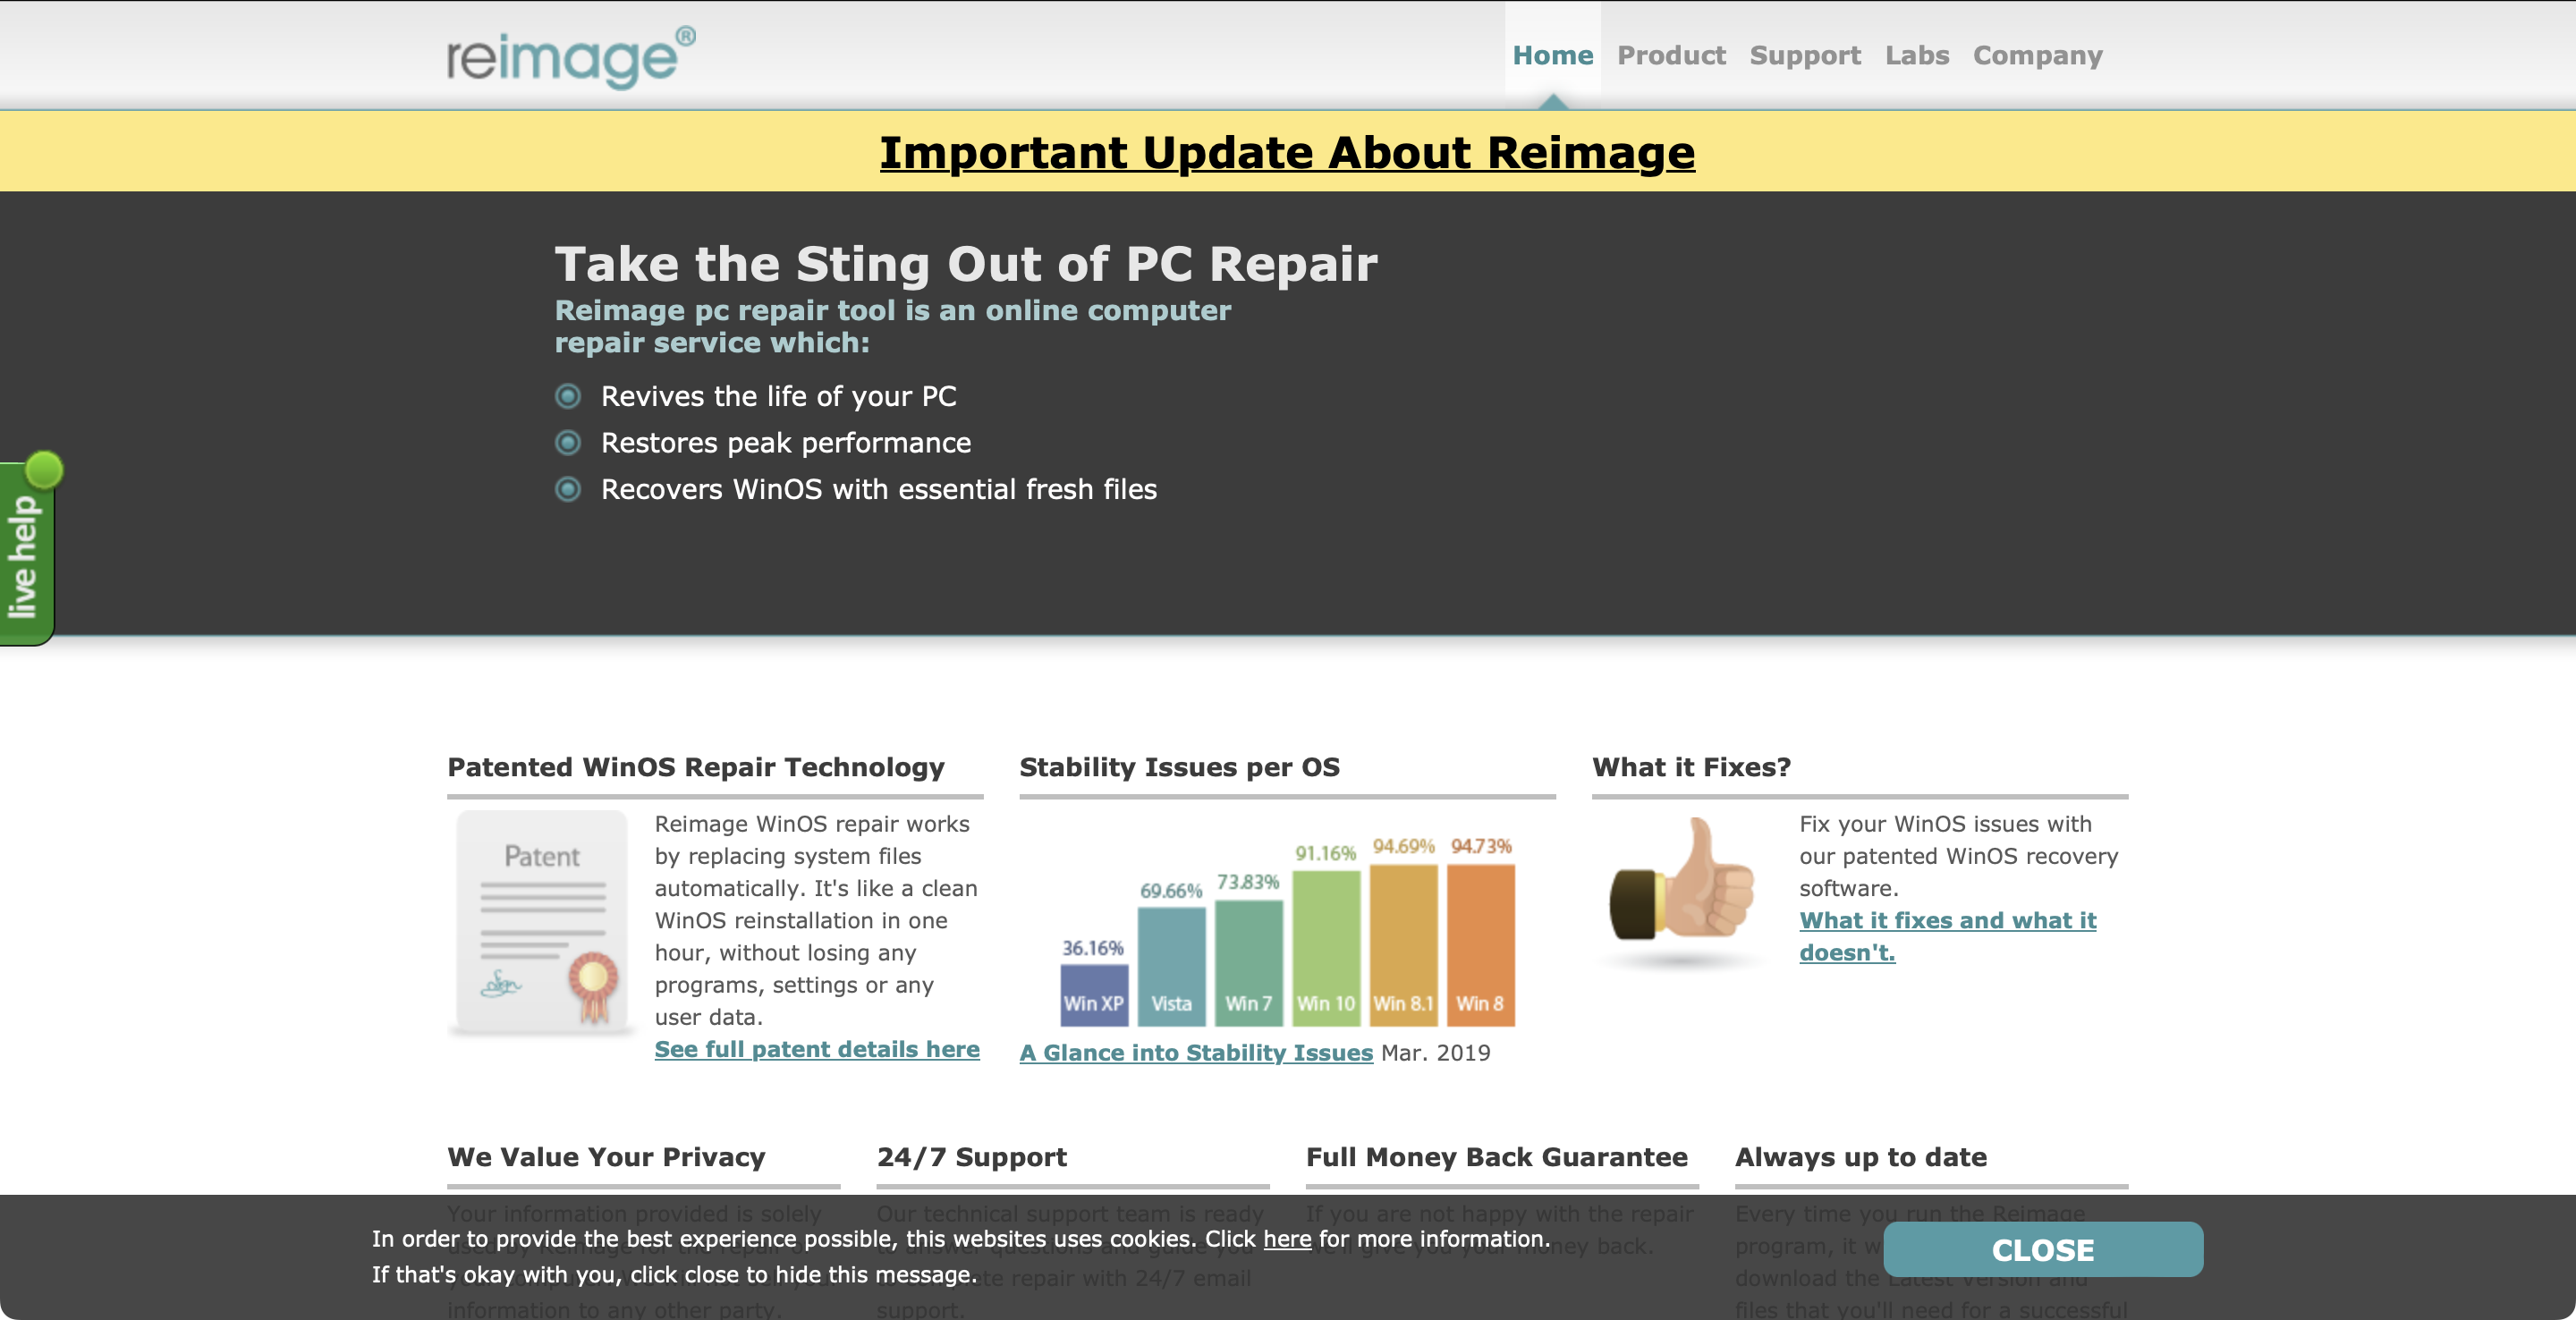 reimage®
Home Product Support Labs Company
Important Update About Reimage
Take the Sting Out of PC Repair
Reimage pc repair tool is an online computer
repair service which:
Revives the life of your PC
Restores peak performance
Recovers WinOS with essential fresh files
live help
Patented WinOS Repair Technology
Patent
Sign
Reimage WinOS repair works
by replacing system files
automatically. It's like a clean
WinOS reinstallation in one
hour, without losing any
programs, settings or any
user data.
See full patent details here
Stability Issues per OS
36.16% 69.66% 73.83% 91.16% 94.69% 94.73%
Win XP Vista Win 7 Win 10 Win 8.1 Win 8
A Glance into Stability Issues Mar. 2019
What it Fixes?
Fix your WinOS issues with
our patented WinOS recovery
software.
What it fixes and what it
doesn't.
We Value Your Privacy
Your information provided is solely
information to any other party.
24/7 Support
Our technical support team is ready
repair with 24/7 email
support.
Full Money Back Guarantee
If you are not happy with the repair
money back.
Always up to date
Every time you run the Reimage
program, it
download the Latest Version and
files that you'll need for a successful
In order to provide the best experience possible, this websites uses cookies. Click here for more information.
If that's okay with you, click close to hide this message.
CLOSE